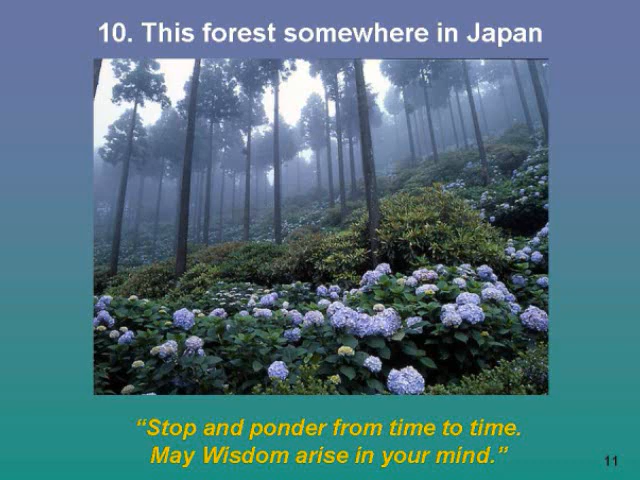 10. This forest somewhere in Japan
“Stop and ponder from time to time.
May Wisdom arise in your mind.”
11